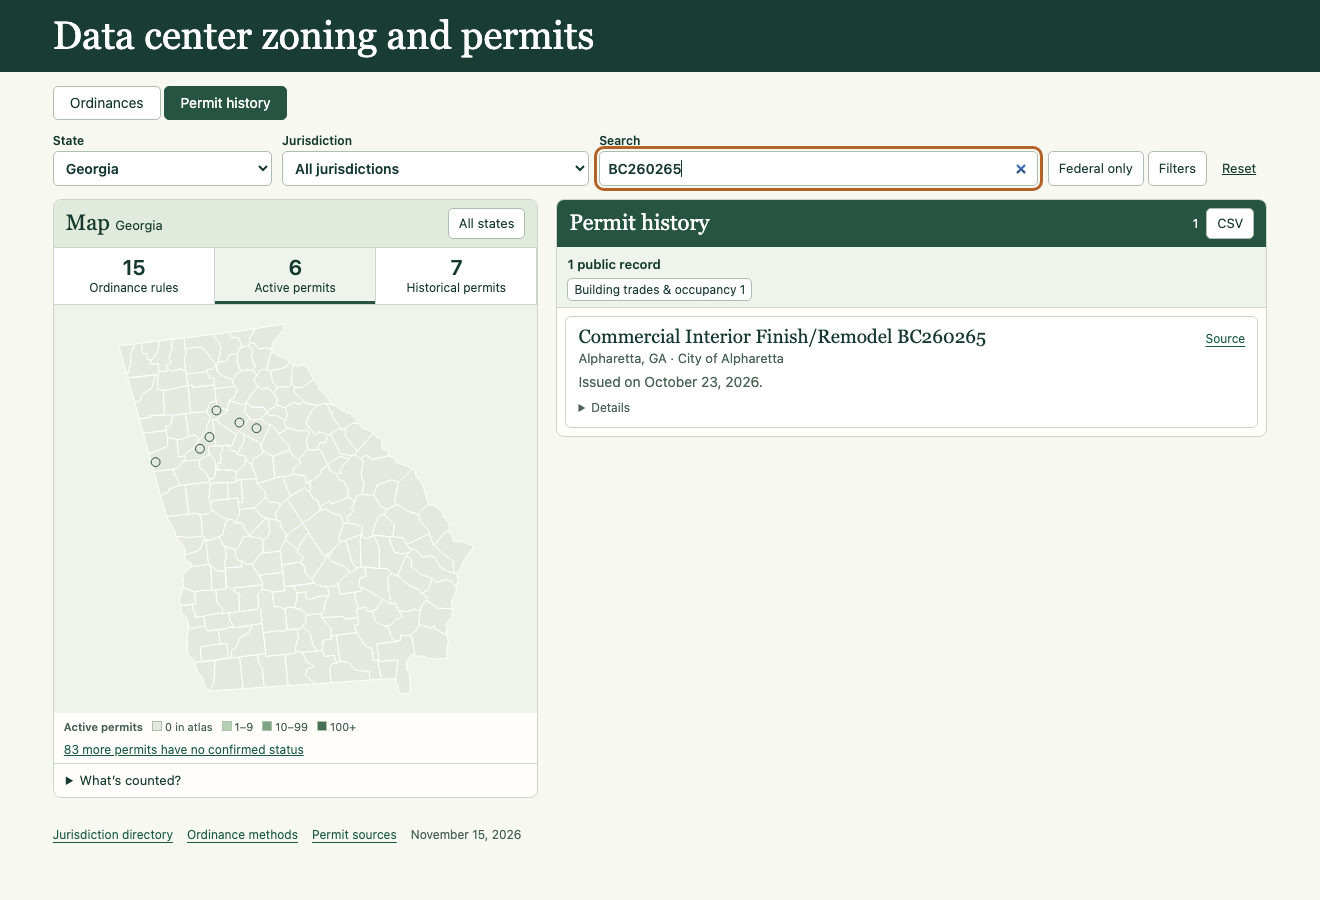 Data center zoning and permits
Ordinances
Permit history
State
Jurisdiction
Search
Georgia
All jurisdictions
BC260265
Federal only
Filters
Reset
Map Georgia
All states
15
Ordinance rules
6
Active permits
7
Historical permits
Active permits 0 in atlas 1–9 10–99 100+
83 more permits have no confirmed status
What's counted?
Permit history
1
CSV
1 public record
Building trades & occupancy 1
Commercial Interior Finish/Remodel BC260265
Source
Alpharetta, GA · City of Alpharetta
Issued on October 23, 2026.
Details
Jurisdiction directory Ordinance methods Permit sources November 15, 2026